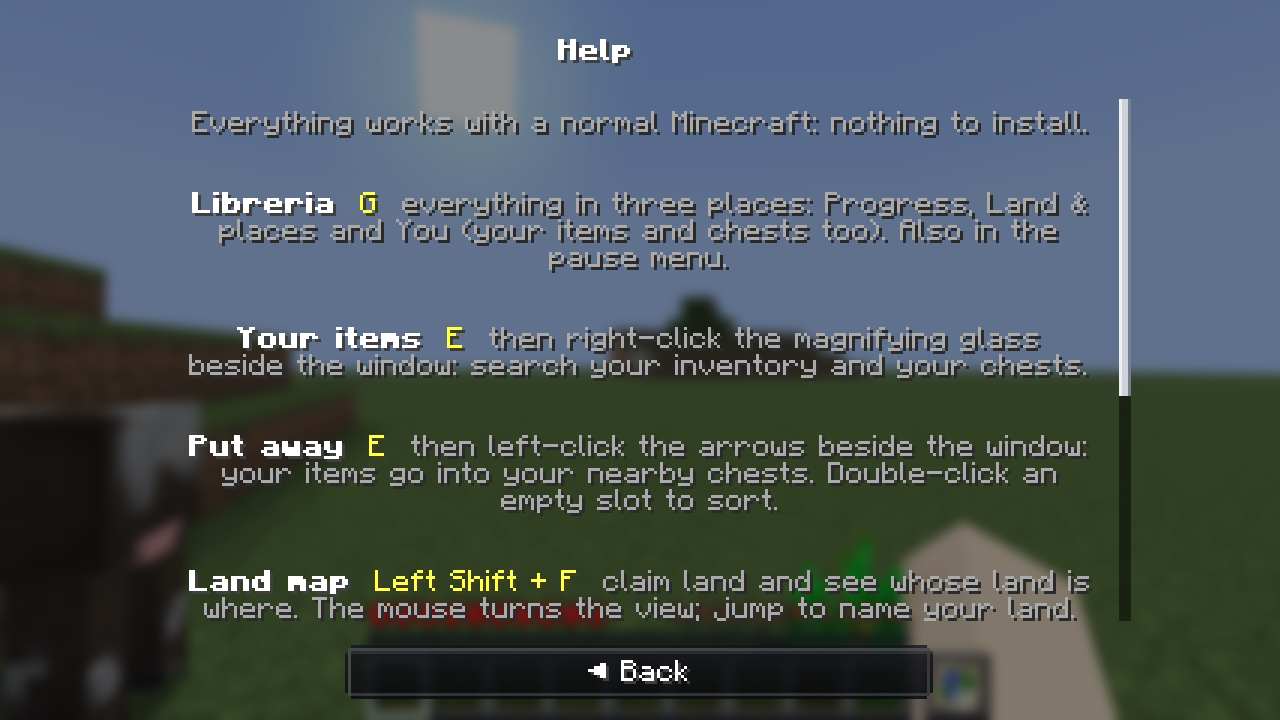 Help
Everything works with a normal Minecraft: nothing to install.
Libreria G everything in three places: Progress, Land &
places and You (your items and chests too). Also in the
pause menu.
Your items E then right-click the magnifying glass
beside the window: search your inventory and your chests.
Put away E then left-click the arrows beside the window:
your items go into your nearby chests. Double-click an
empty slot to sort.
Land map Left Shift + F claim land and see whose land is
where. The mouse turns the view; jump to name your land.
◄ Back